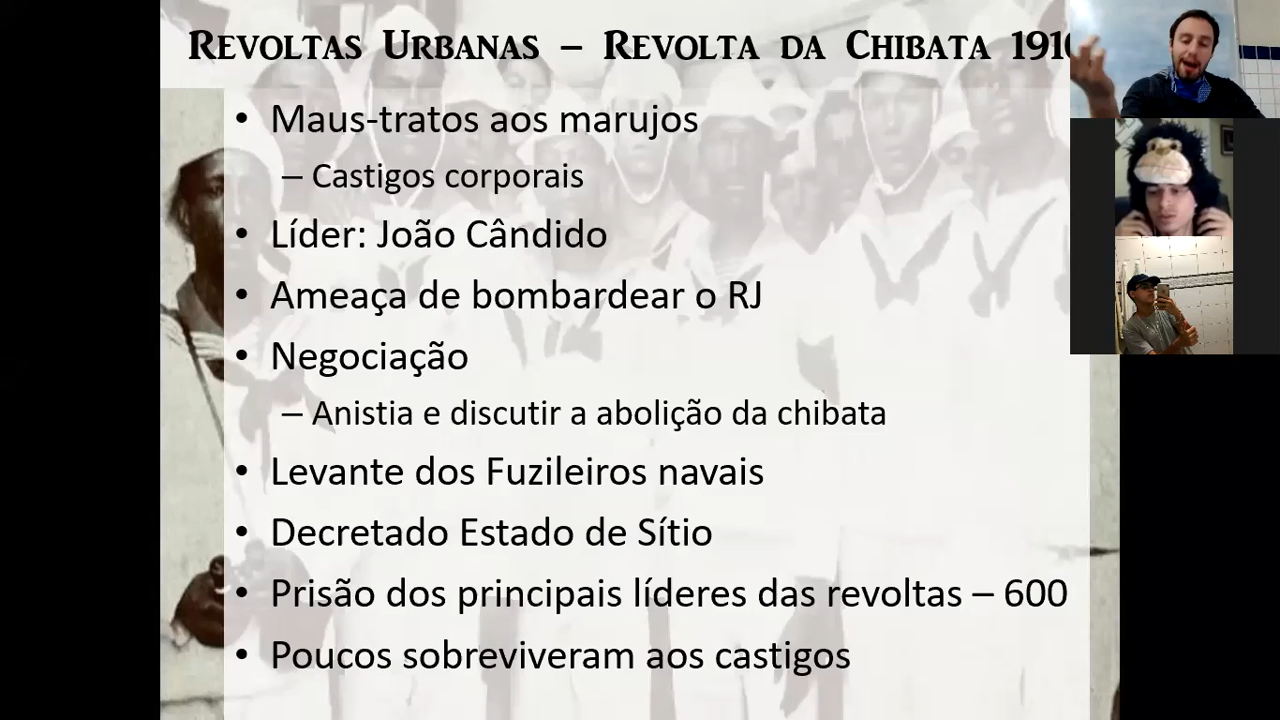 Revoltas Urbanas – Revolta da Chibata 1910
• Maus-tratos aos marujos
– Castigos corporais
• Líder: João Cândido
• Ameaça de bombardear o RJ
• Negociação
– Anistia e discutir a abolição da chibata
• Levante dos Fuzileiros navais
• Decretado Estado de Sítio
• Prisão dos principais líderes das revoltas – 600
• Poucos sobreviveram aos castigos